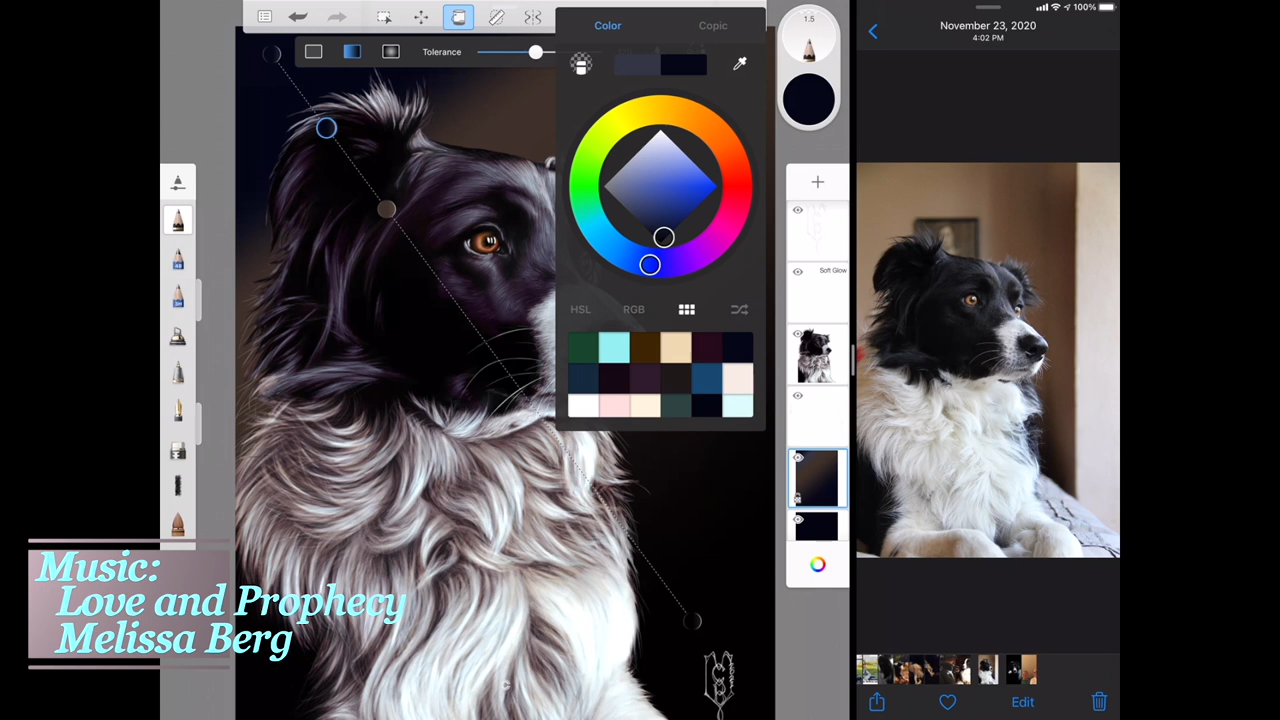 Color
Copic
1.5
Tolerance
HSL
RGB
Soft Glow
November 23, 2020
4:02 PM
100%
Edit
Music:
Love and Prophecy
Melissa Berg